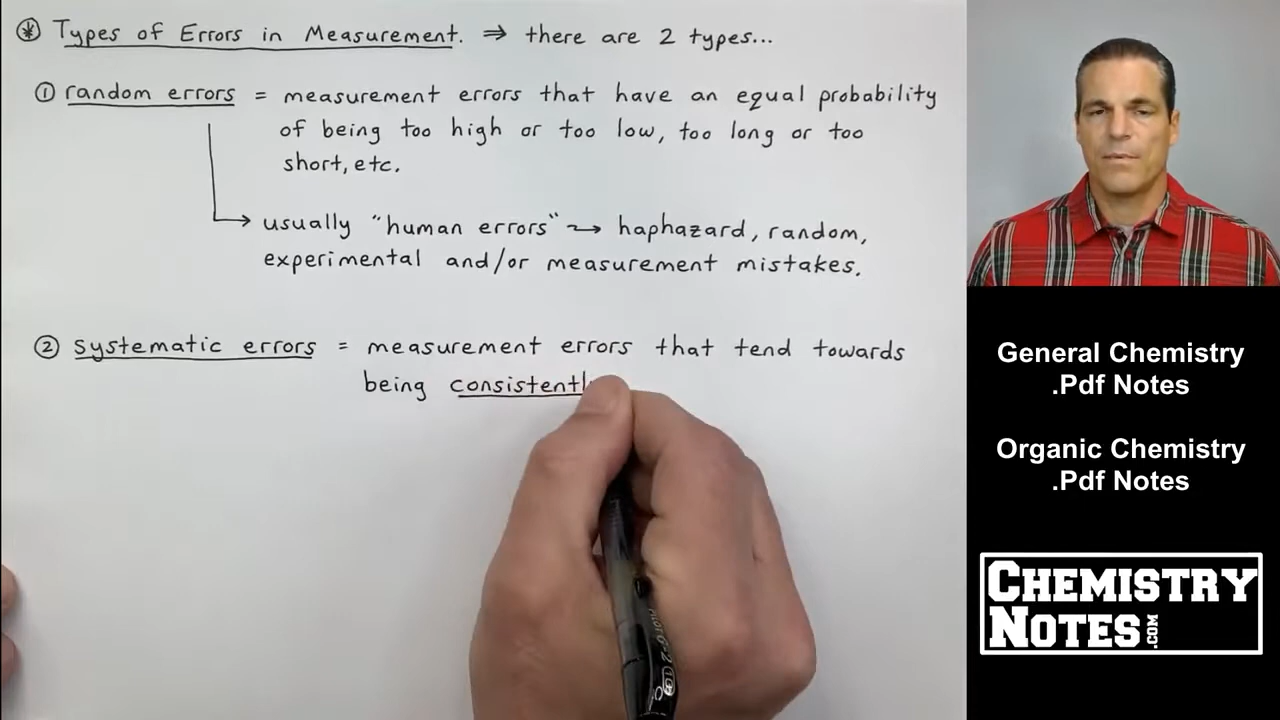 Types of Errors in Measurement. ⇒ there are 2 types...
① random errors = measurement errors that have an equal probability
of being too high or too low, too long or too
short, etc.
usually "human errors" → haphazard, random,
experimental and/or measurement mistakes.
② systematic errors = measurement errors that tend towards
being consistentl
General Chemistry
.Pdf Notes
Organic Chemistry
.Pdf Notes
CHEMISTRY
NOTES.COM